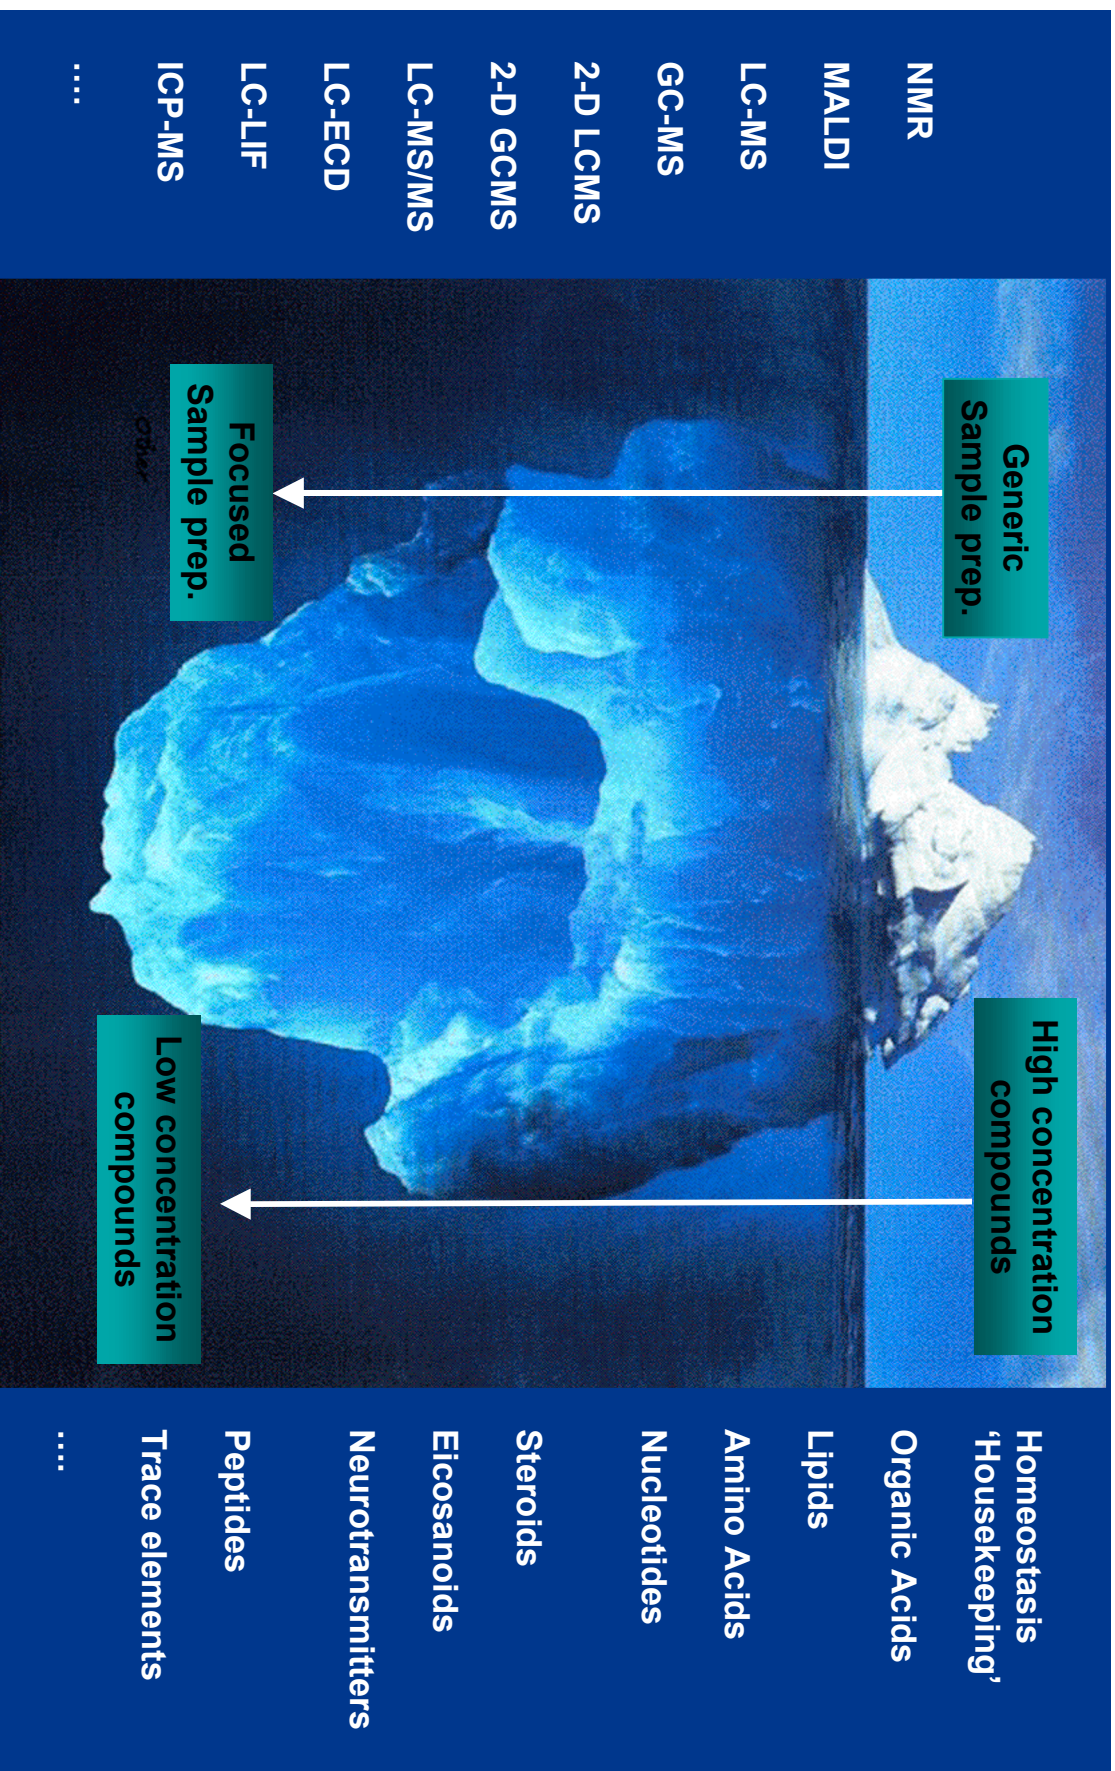 NMR
MALDI
LC-MS
GC-MS
2-D LCMS
2-D GCMS
LC-MS/MS
LC-ECD
LC-LIF
ICP-MS
....
Generic
Sample prep.
Focused
Sample prep.
High concentration
compounds
Low concentration
compounds
Homeostasis
‘Housekeeping’
Organic Acids
Lipids
Amino Acids
Nucleotides
Steroids
Eicosanoids
Neurotransmitters
Peptides
Trace elements
....